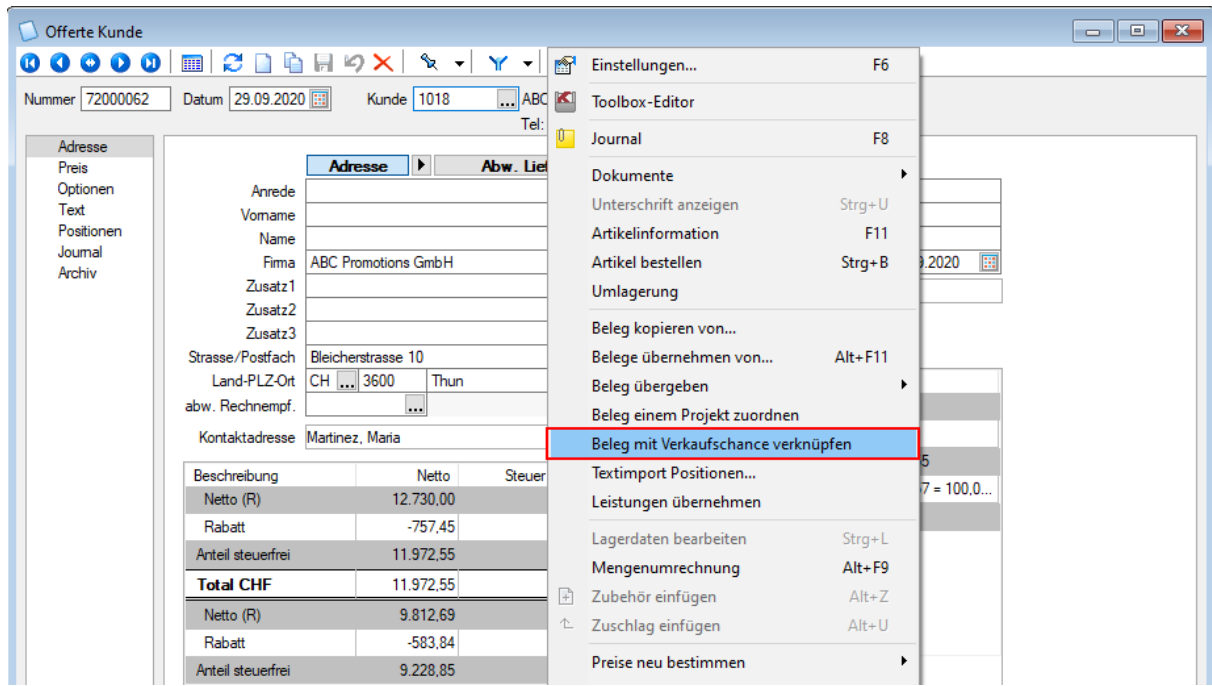 Offerte Kunde
Nummer 72000062 Datum 29.09.2020 Kunde 1018 ... ABC
Tel:
Adresse
Preis
Optionen
Text
Positionen
Journal
Archiv
Adresse Abw. Lief
Anrede
Vorname
Name
Firma ABC Promotions GmbH
Zusatz1
Zusatz2
Zusatz3
Strasse/Postfach Bleicherstrasse 10
Land-PLZ-Ort CH ... 3600 Thun
abw. Rechnempf. ...
Kontaktadresse Martinez, Maria
Beschreibung Netto Steuer
Netto (R) 12.730,00
Rabatt -757,45
Anteil steuerfrei 11.972,55
Total CHF 11.972,55
Netto (R) 9.812,69
Rabatt -583,84
Anteil steuerfrei 9.228,85
Einstellungen... F6
Toolbox-Editor
Journal F8
Dokumente
Unterschrift anzeigen Strg+U
Artikelinformation F11
Artikel bestellen Strg+B
Umlagerung
Beleg kopieren von...
Belege übernehmen von... Alt+F11
Beleg übergeben
Beleg einem Projekt zuordnen
Beleg mit Verkaufschance verknüpfen
Textimport Positionen...
Leistungen übernehmen
Lagerdaten bearbeiten Strg+L
Mengenumrechnung Alt+F9
Zubehör einfügen Alt+Z
Zuschlag einfügen Alt+U
Preise neu bestimmen
.2020
5
7 = 100,0...